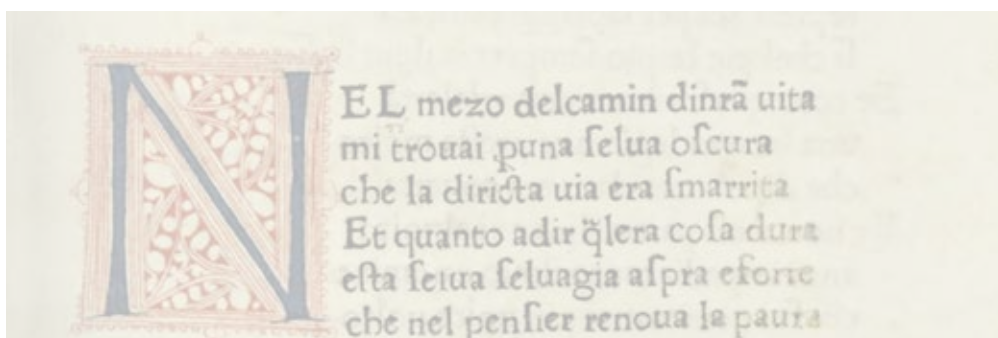 NEL mezo delcamin dinrã uita
mi trouai puna ſelua oſcura
che la diricta uia era ſmarrita
Et quanto adir q̃lera coſa dura
eſta ſelua ſeluagia aſpra eforte
che nel penſier renoua la paura